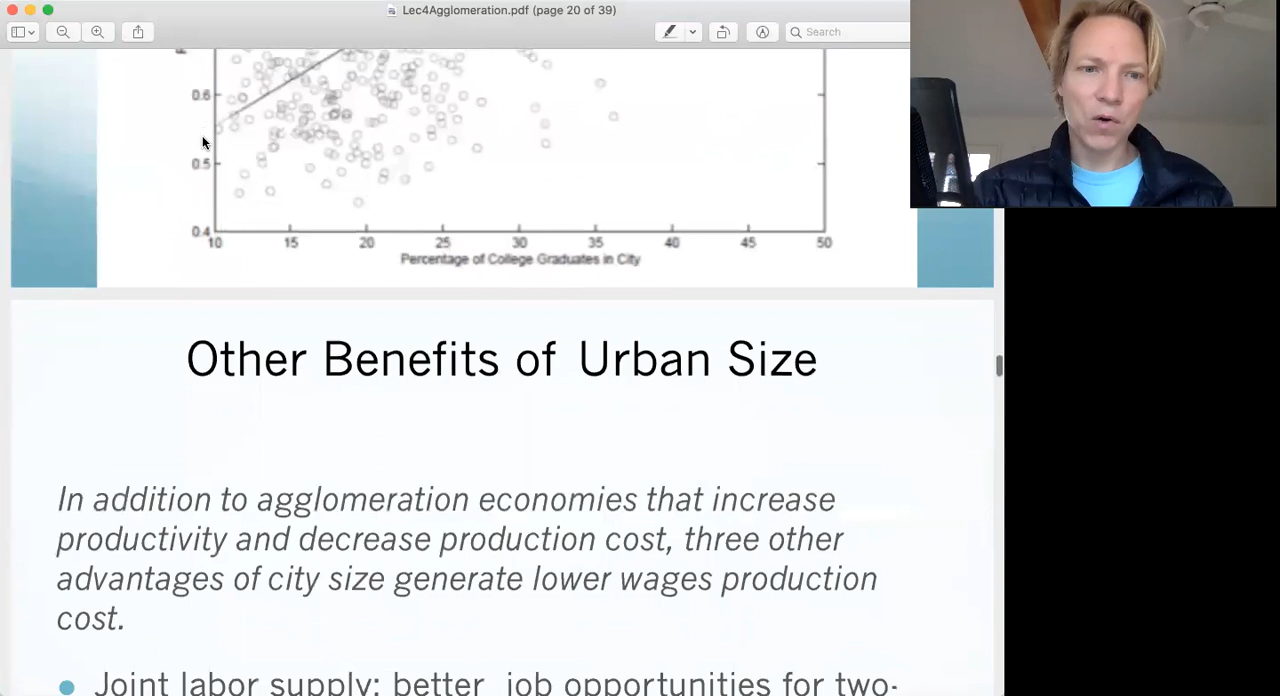 Lec4Agglomeration.pdf (page 20 of 39)
Search
0.6
0.5
0.4
10 15 20 25 30 35 40 45 50
Percentage of College Graduates in City
Other Benefits of Urban Size
In addition to agglomeration economies that increase
productivity and decrease production cost, three other
advantages of city size generate lower wages production
cost.
Joint labor supply: better job opportunities for two-